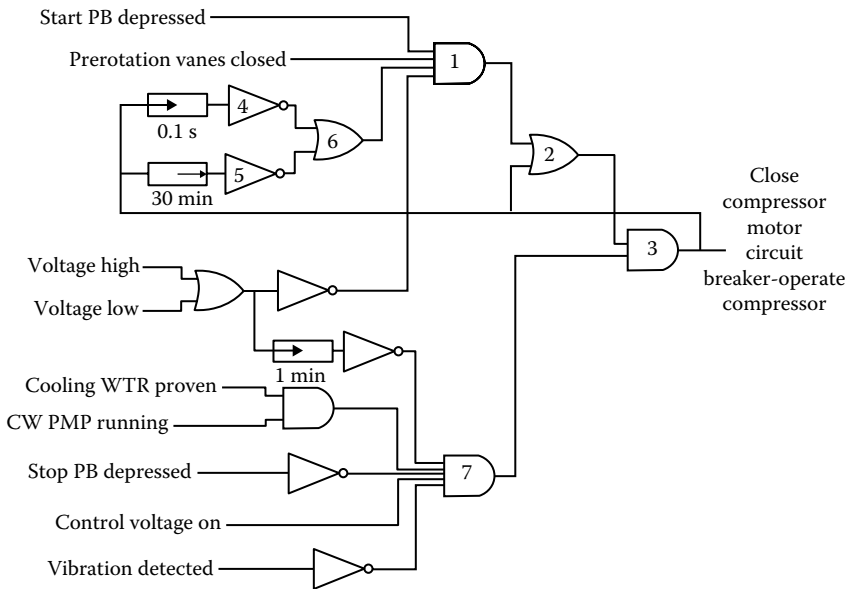 Start PB depressed
Prerotation vanes closed
1
4
0.1 s
6
5
30 min
2
Close
compressor
motor
circuit
breaker-operate
compressor
3
Voltage high
Voltage low
1 min
Cooling WTR proven
CW PMP running
Stop PB depressed
7
Control voltage on
Vibration detected